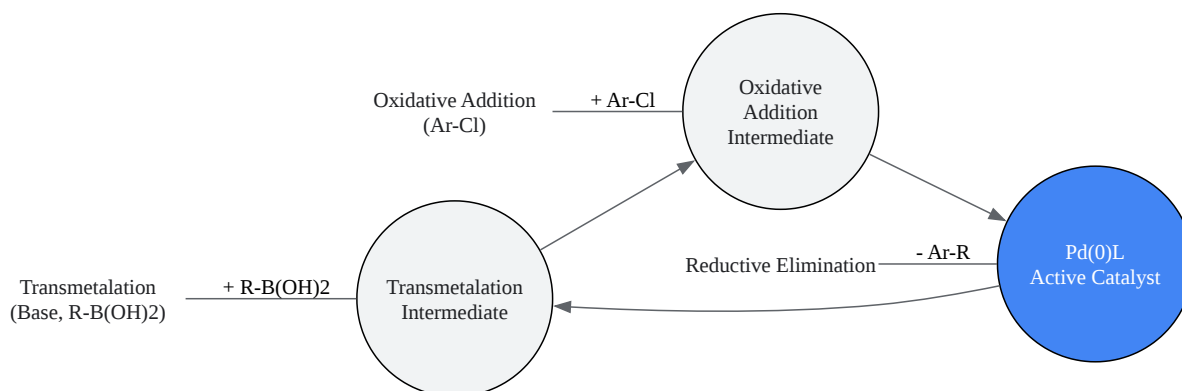 Oxidative Addition
(Ar-Cl)
+ Ar-Cl
Oxidative
Addition
Intermediate
Reductive Elimination
- Ar-R
Pd(0)L
Active Catalyst
Transmetalation
(Base, R-B(OH)2)
+ R-B(OH)2
Transmetalation
Intermediate